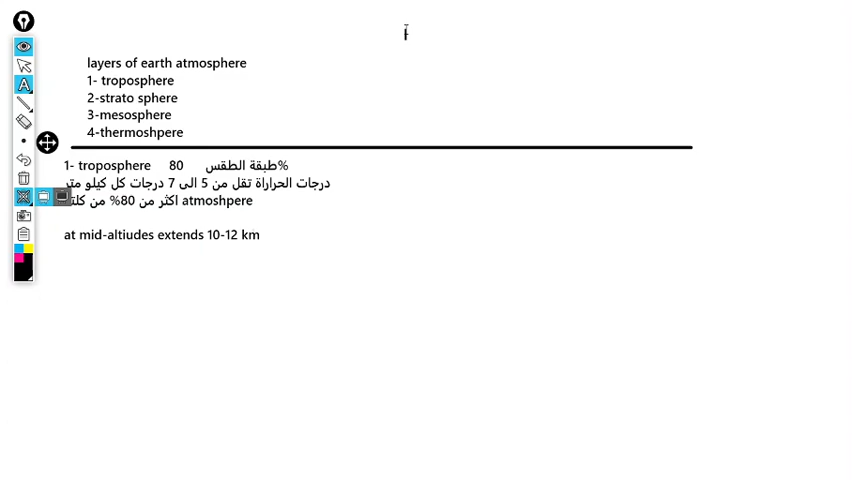 layers of earth atmosphere
1- troposphere
2-strato sphere
3-mesosphere
4-thermoshpere
1- troposphere 80 طبقة الطقس%
درجات الحراراة تقل من 5 الى 7 درجات كل كيلو متر
اكثر من 80% من atmoshpere
at mid-altiudes extends 10-12 km